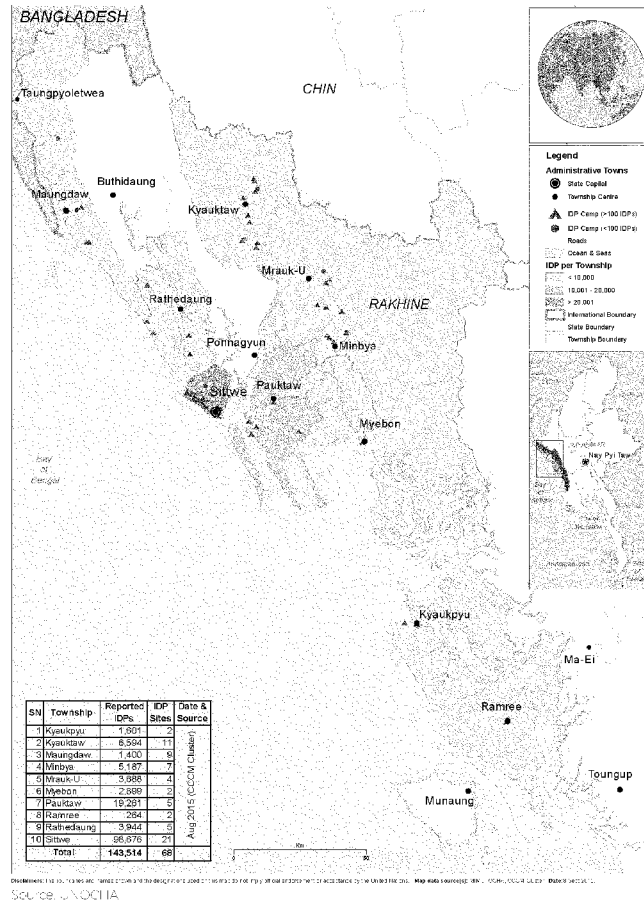 BANGLADESH
CHIN
Taungpyoletwea
Buthidaung
Maungdaw
Kyauktaw
Mrauk-U
Rathedaung
RAKHINE
Ponnagyun
Minbya
Sittwe
Pauktaw
Myebon
Bay
of
Bengal
Kyaukpyu
Ma-Ei
Ramree
Toungup
Munaung
Legend
Administrative Towns
State Capital
Township Centre
IDP Camp (>100 IDPs)
IDP Camp (<100 IDPs)
Roads
Ocean & Seas
IDP per Township
< 10,000
10,001 - 20,000
> 20,001
International Boundary
State Boundary
Township Boundary
Nay Pyi Taw
SN Township Reported IDPs IDP Sites Date & Source
1 Kyaukpyu 1,601 2
2 Kyauktaw 6,594 11
3 Maungdaw 1,400 9
4 Minbya 5,187 7
5 Mrauk-U 3,688 4
6 Myebon 2,899 2
7 Pauktaw 19,261 5
8 Ramree 264 2
9 Rathedaung 3,944 5
10 Sittwe 98,676 21
Total 143,514 68
Aug 2015 (CCCM Cluster)
Km
Source: UNOCHA